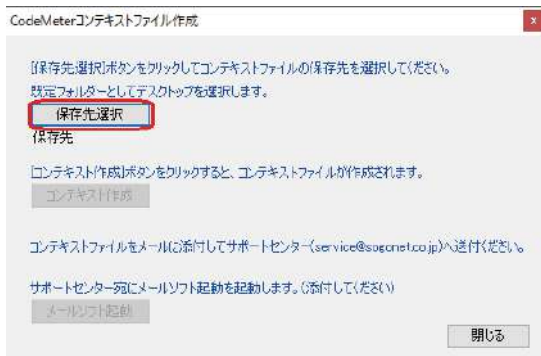 CodeMeterコンテキストファイル作成
x
[保存先選択]ボタンをクリックしてコンテキストファイルの保存先を選択してください。
既定フォルダーとしてデスクトップを選択します。
保存先選択
保存先
[コンテキスト作成]ボタンをクリックすると、コンテキストファイルが作成されます。
コンテキスト作成
コンテキストファイルをメールに添付してサポートセンター(service@sogonet.co.jp)へ送付ください。
サポートセンター宛にメールソフト起動を起動します。(添付してください)
メールソフト起動
閉じる